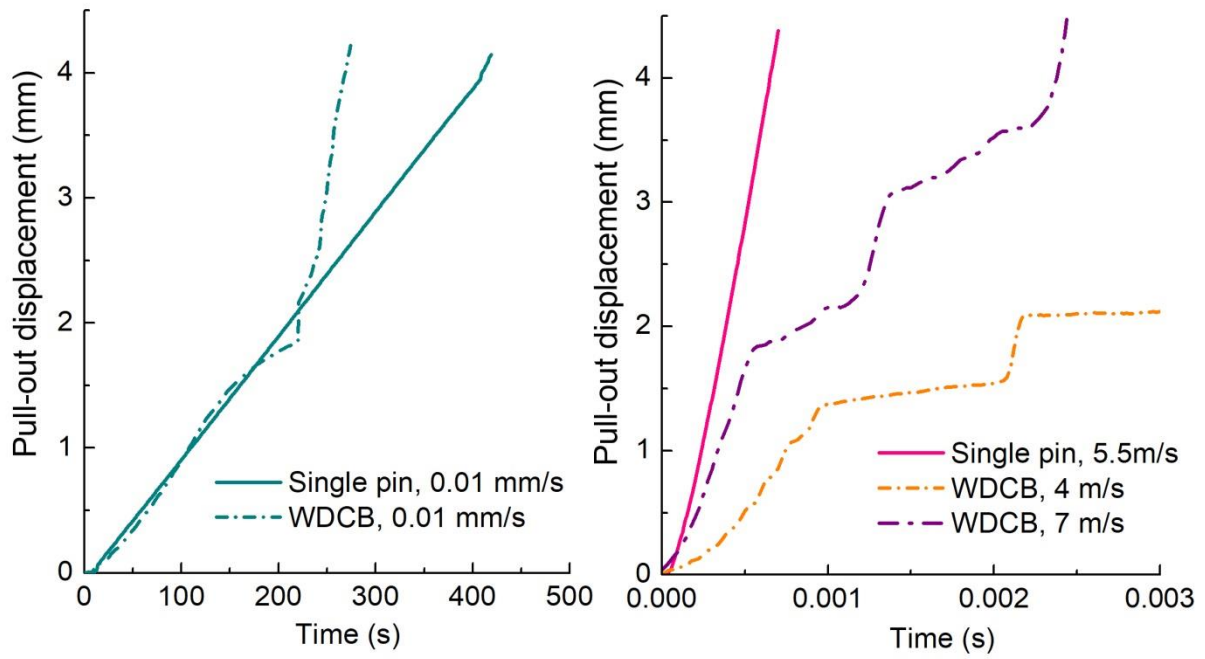 Pull-out displacement (mm)
4
3
2
1
0
0 100 200 300 400 500
Time (s)
Single pin, 0.01 mm/s
WDCB, 0.01 mm/s
Pull-out displacement (mm)
4
3
2
1
0
0.000 0.001 0.002 0.003
Time (s)
Single pin, 5.5m/s
WDCB, 4 m/s
WDCB, 7 m/s